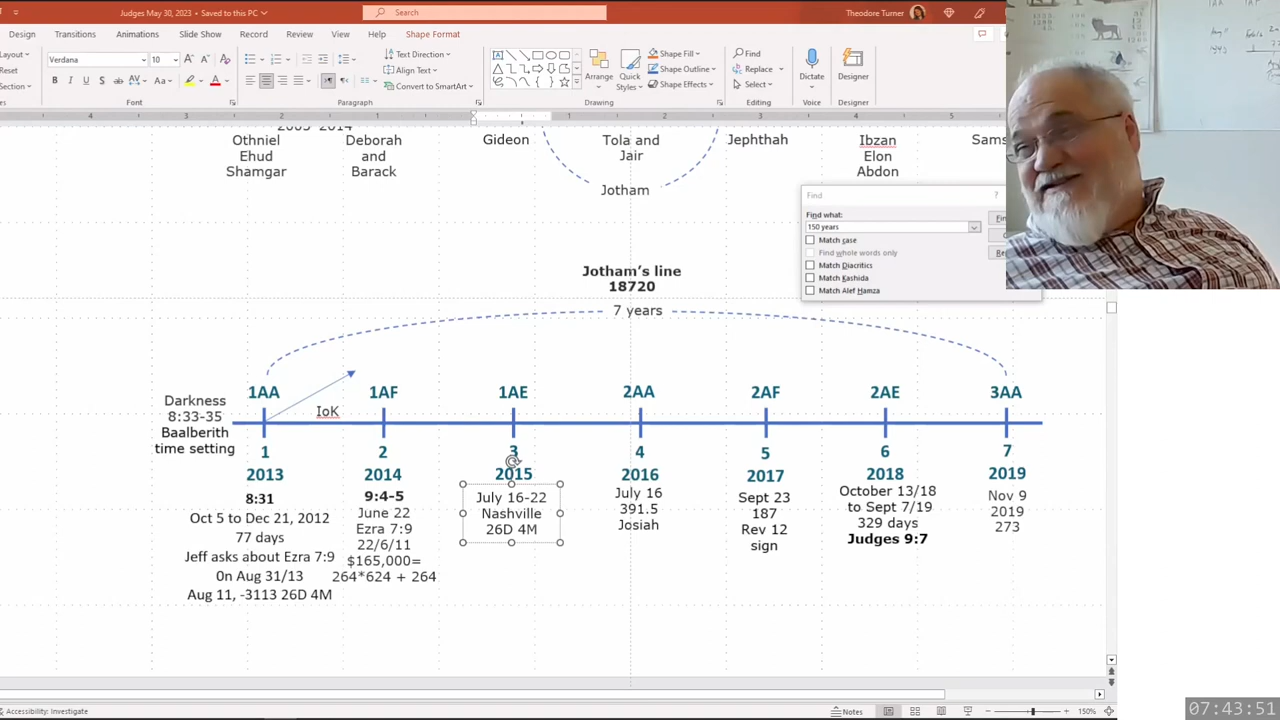 Judges May 30, 2023 • Saved to this PC
Search
Theodore Turner
Design Transitions Animations Slide Show Record Review View Help Shape Format
Layout
Reset
Section
Verdana 10
Text Direction
Align Text
Convert to SmartArt
Arrange
Quick Styles
Shape Fill
Shape Outline
Shape Effects
Find
Replace
Select
Dictate
Designer
Font Paragraph Drawing Editing Voice Designer
Othniel
Ehud
Shamgar
Deborah
and
Barack
Gideon
Tola and
Jair
Jephthah
Ibzan
Elon
Abdon
Sams
Jotham
Find
Find what:
150 years
Match case
Find whole words only
Match Diacritics
Match Kashida
Match Alef Hamza
Jotham's line
18720
7 years
1AA 1AF 1AE 2AA 2AF 2AE 3AA
Darkness
8:33-35
Baalberith
time setting
IoK
1 2 3 4 5 6 7
2013 2014 2015 2016 2017 2018 2019
8:31
Oct 5 to Dec 21, 2012
77 days
Jeff asks about Ezra 7:9
0n Aug 31/13
Aug 11, -3113 26D 4M
9:4-5
June 22
Ezra 7:9
22/6/11
$165,000=
264*624 + 264
July 16-22
Nashville
26D 4M
July 16
391.5
Josiah
Sept 23
187
Rev 12
sign
October 13/18
to Sept 7/19
329 days
Judges 9:7
Nov 9
2019
273
Accessibility: Investigate
Notes
150%
07:43:51